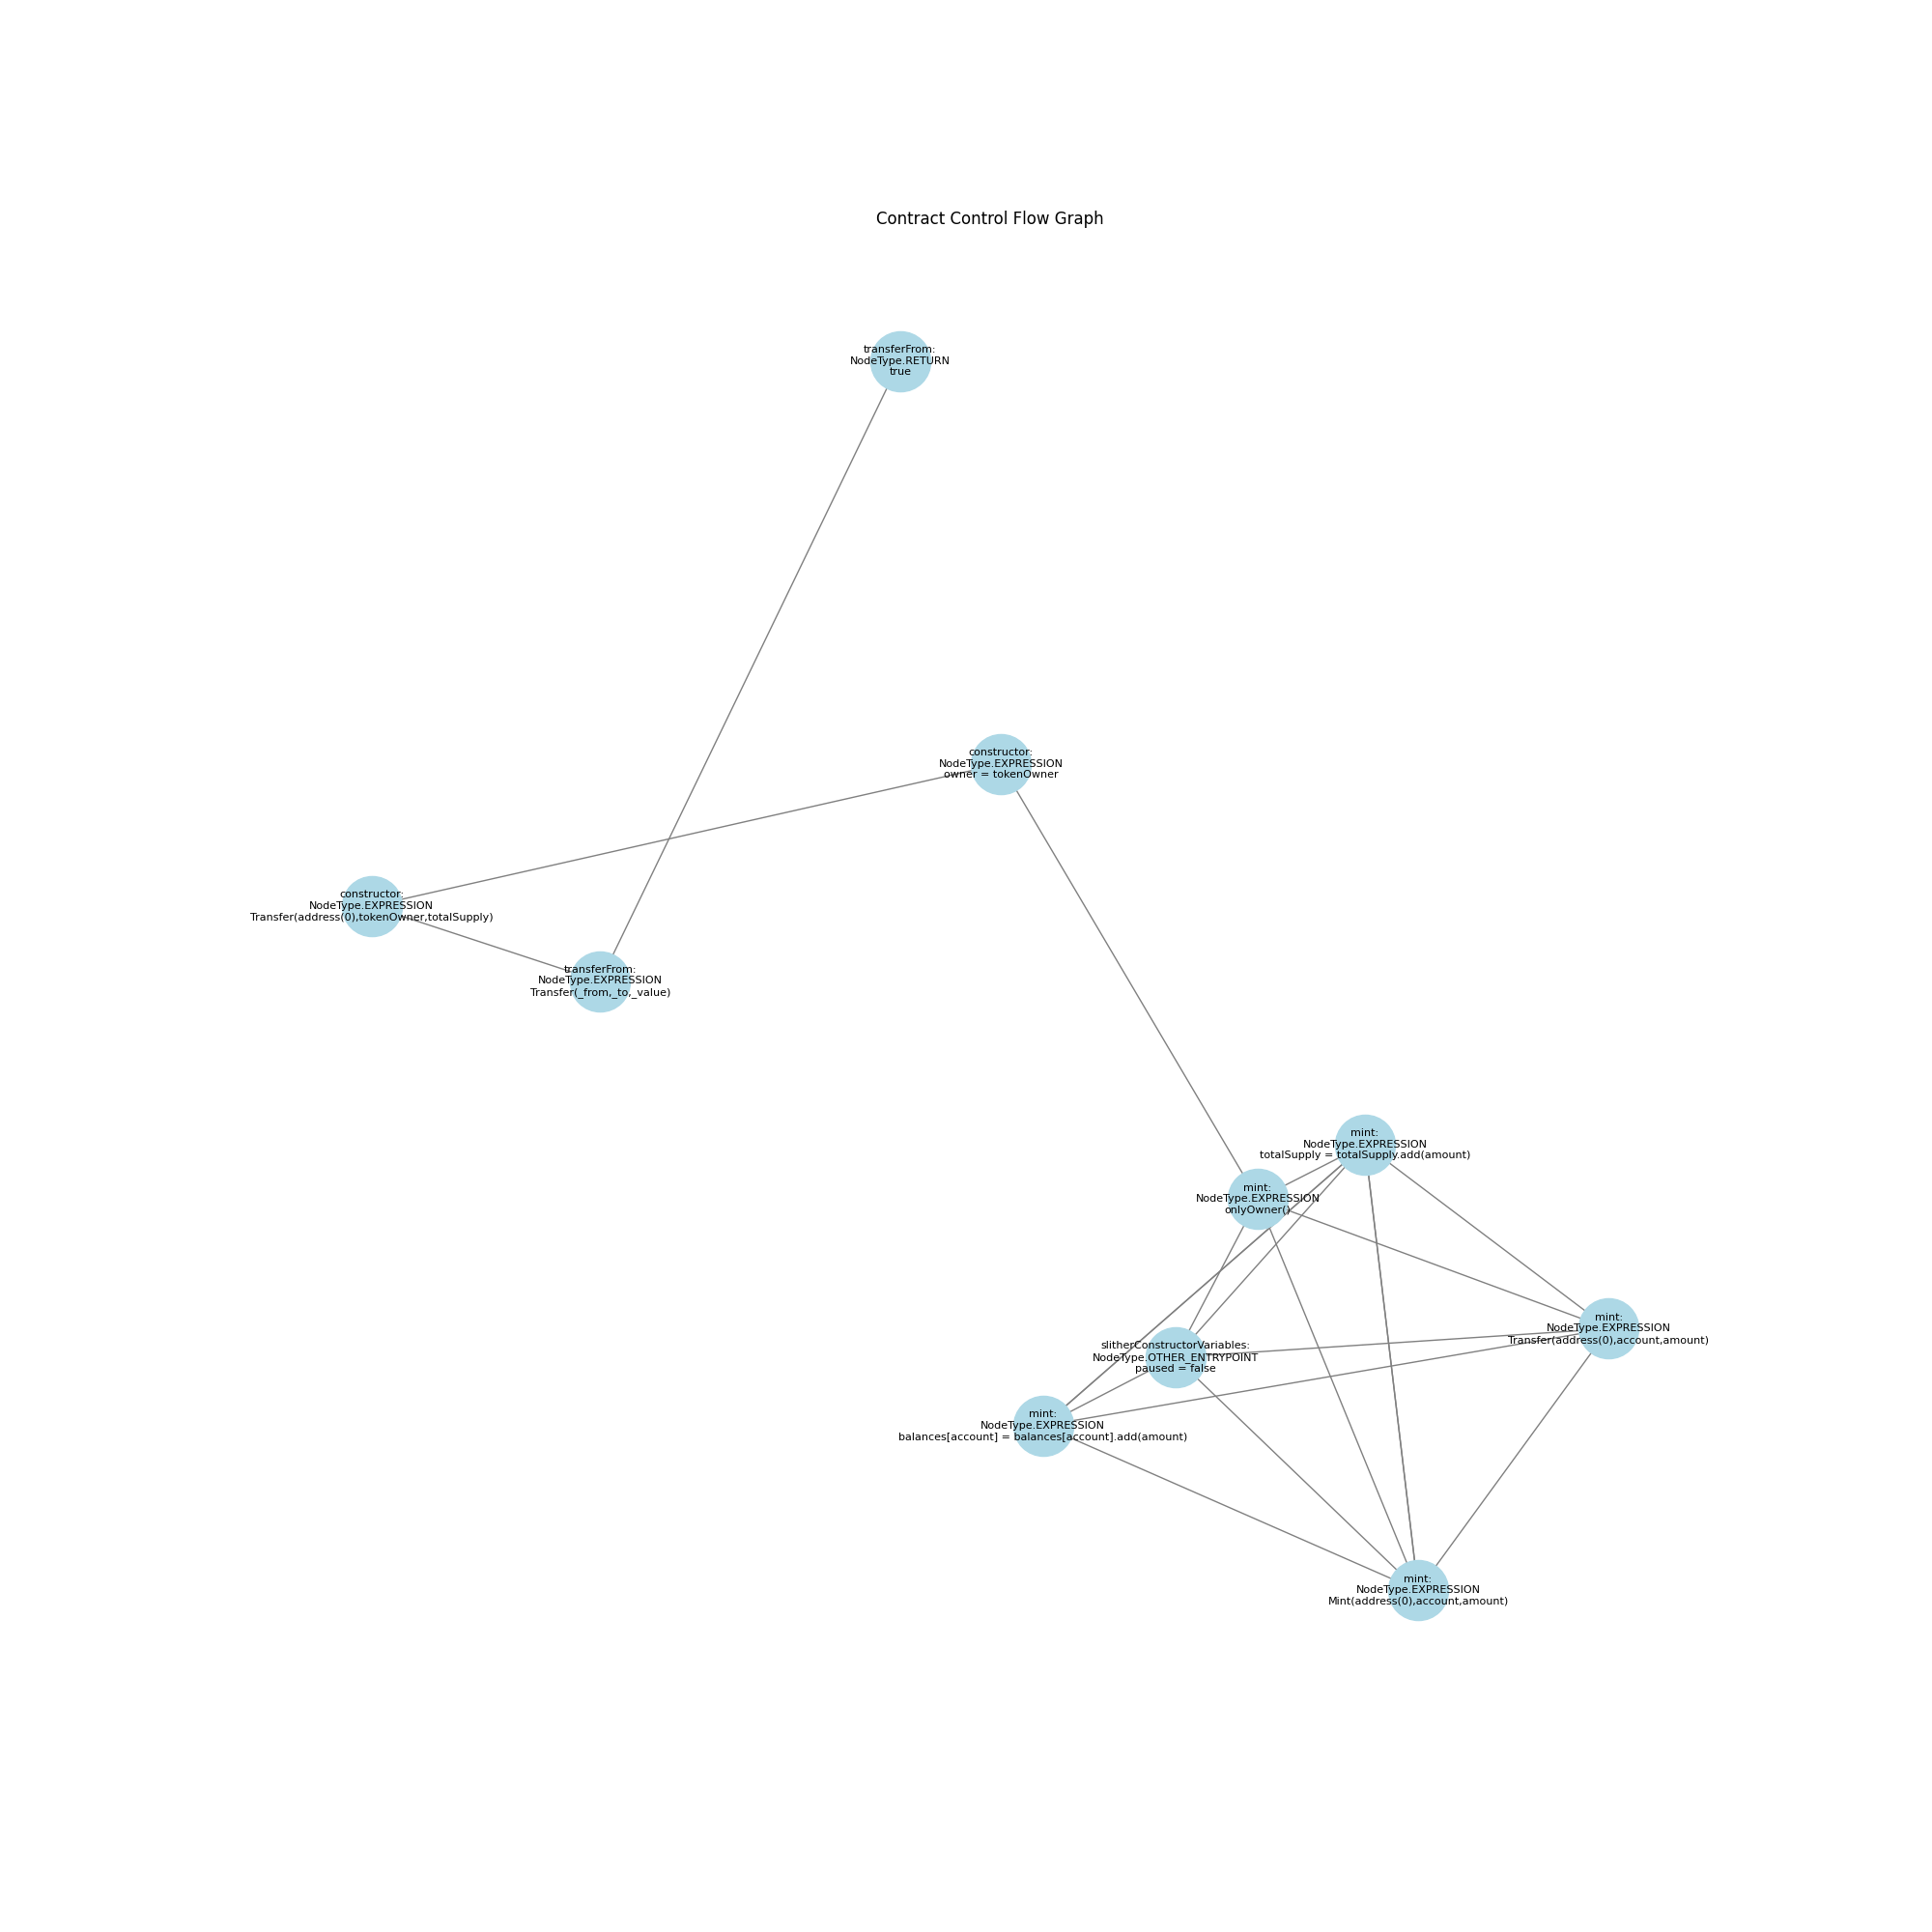 Contract Control Flow Graph
transferFrom:
NodeType.RETURN
true
constructor:
NodeType.EXPRESSION
owner = tokenOwner
constructor:
NodeType.EXPRESSION
Transfer(address(0),tokenOwner,totalSupply)
transferFrom:
NodeType.EXPRESSION
Transfer(_from,_to,_value)
mint:
NodeType.EXPRESSION
totalSupply = totalSupply.add(amount)
mint:
NodeType.EXPRESSION
onlyOwner()
mint:
NodeType.EXPRESSION
Transfer(address(0),account,amount)
slitherConstructorVariables:
NodeType.OTHER_ENTRYPOINT
paused = false
mint:
NodeType.EXPRESSION
balances[account] = balances[account].add(amount)
mint:
NodeType.EXPRESSION
Mint(address(0),account,amount)